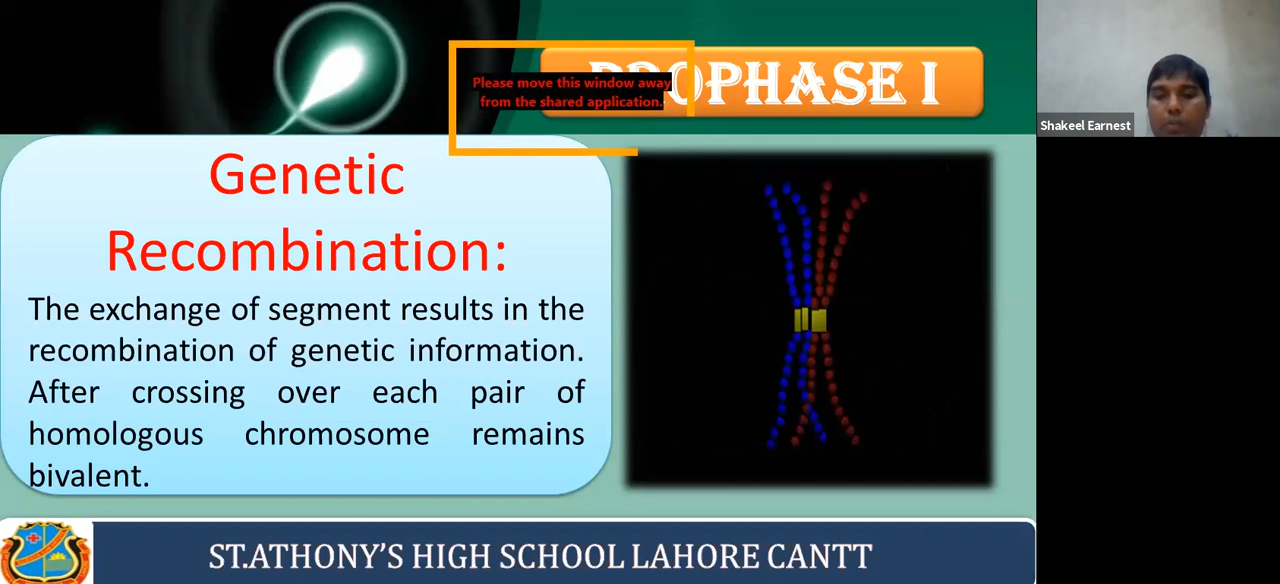 Please move this window away
from the shared application.
PROPHASE I
Shakeel Earnest
Genetic
Recombination:
The exchange of segment results in the
recombination of genetic information.
After crossing over each pair of
homologous chromosome remains
bivalent.
ST.ATHONY'S HIGH SCHOOL LAHORE CANTT